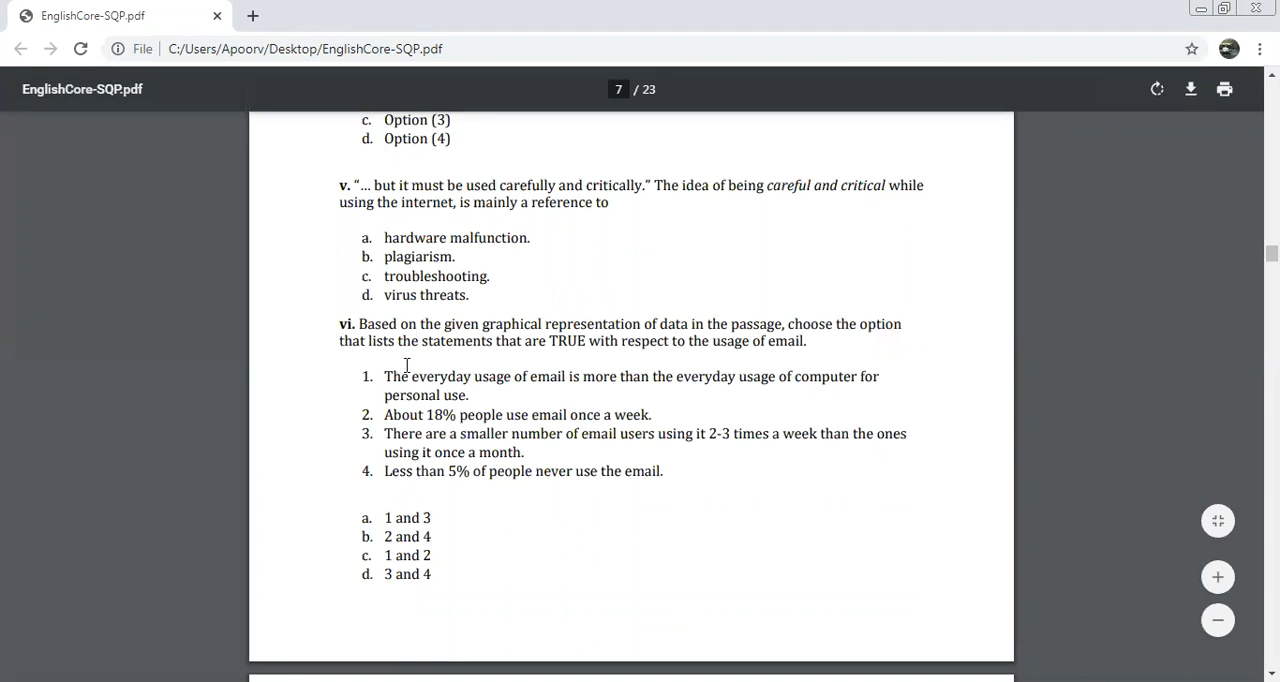 EnglishCore-SQP.pdf
File
C:/Users/Apoorv/Desktop/EnglishCore-SQP.pdf
EnglishCore-SQP.pdf
7 / 23
c. Option (3)
d. Option (4)
v. “... but it must be used carefully and critically.” The idea of being careful and critical while
using the internet, is mainly a reference to
a. hardware malfunction.
b. plagiarism.
c. troubleshooting.
d. virus threats.
vi. Based on the given graphical representation of data in the passage, choose the option
that lists the statements that are TRUE with respect to the usage of email.
1. The everyday usage of email is more than the everyday usage of computer for
personal use.
2. About 18% people use email once a week.
3. There are a smaller number of email users using it 2-3 times a week than the ones
using it once a month.
4. Less than 5% of people never use the email.
a. 1 and 3
b. 2 and 4
c. 1 and 2
d. 3 and 4